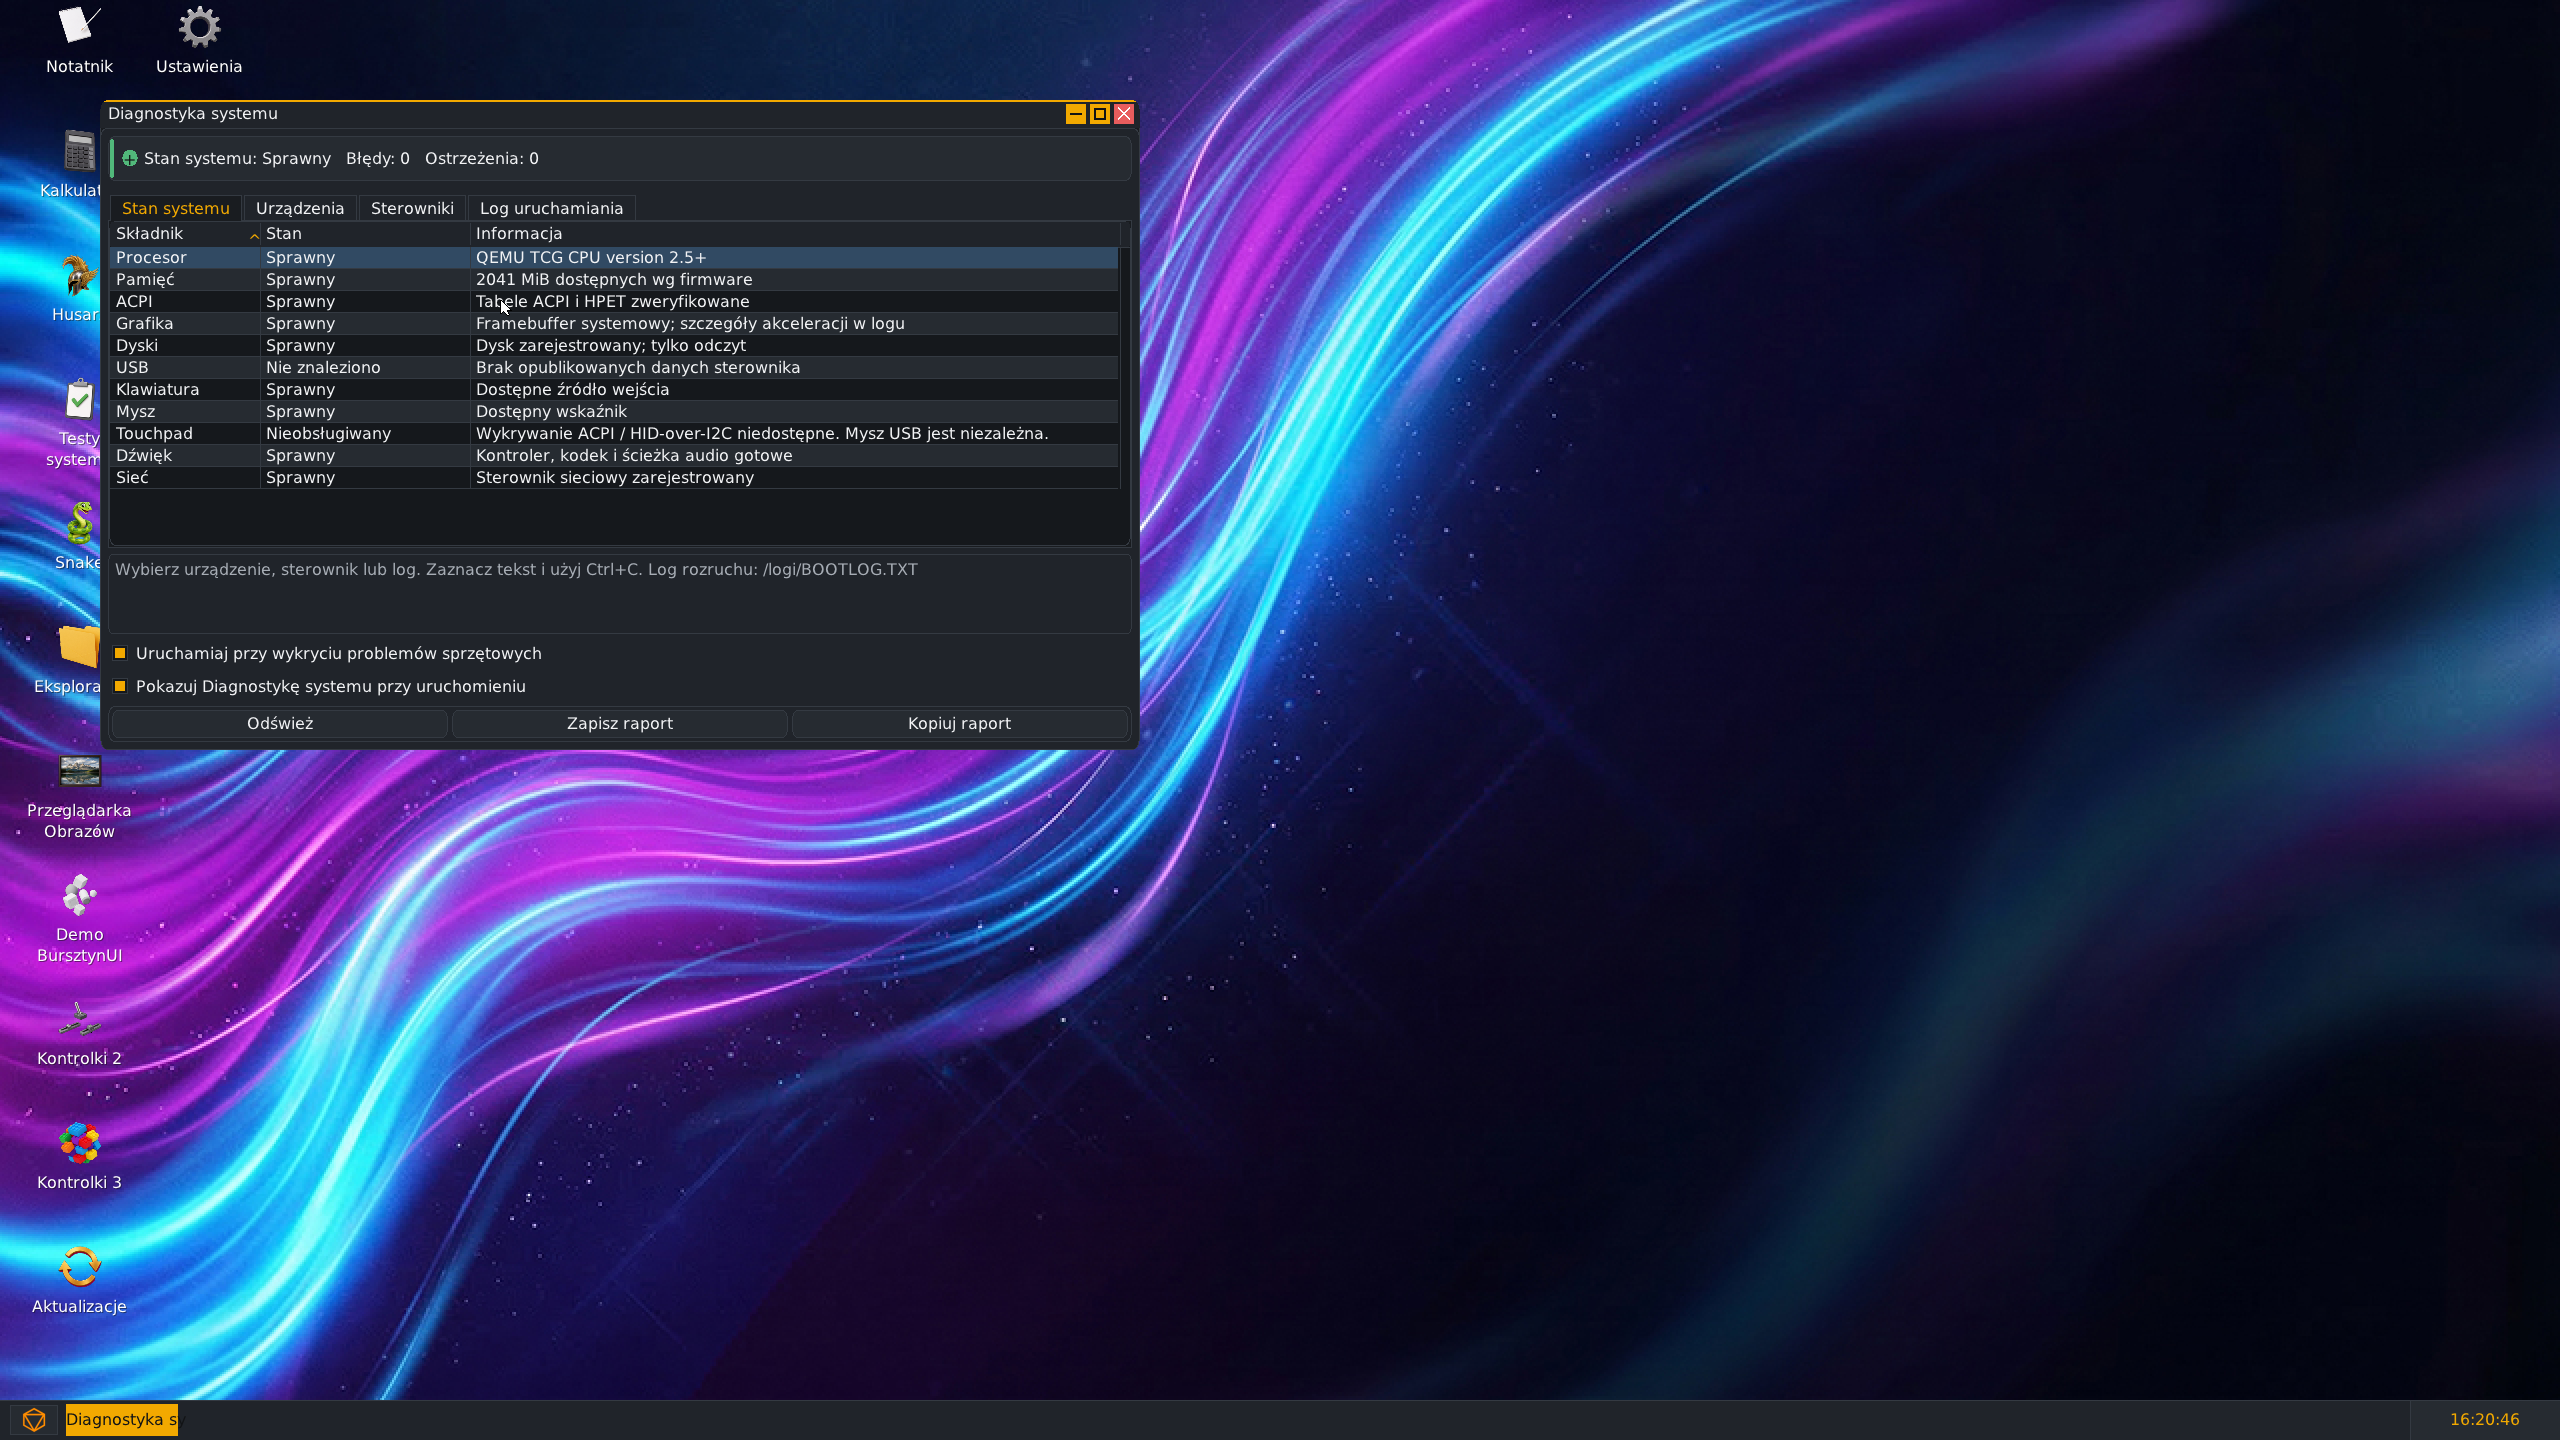 Notatnik
Ustawienia
Diagnostyka systemu
Stan systemu: Sprawny Błędy: 0 Ostrzeżenia: 0
Stan systemu Urządzenia Sterowniki Log uruchamiania
Składnik Stan Informacja
Procesor Sprawny QEMU TCG CPU version 2.5+
Pamięć Sprawny 2041 MiB dostępnych wg firmware
ACPI Sprawny Tabele ACPI i HPET zweryfikowane
Grafika Sprawny Framebuffer systemowy; szczegóły akceleracji w logu
Dyski Sprawny Dysk zarejestrowany; tylko odczyt
USB Nie znaleziono Brak opublikowanych danych sterownika
Klawiatura Sprawny Dostępne źródło wejścia
Mysz Sprawny Dostępny wskaźnik
Touchpad Nieobsługiwany Wykrywanie ACPI / HID-over-I2C niedostępne. Mysz USB jest niezależna.
Dźwięk Sprawny Kontroler, kodek i ścieżka audio gotowe
Sieć Sprawny Sterownik sieciowy zarejestrowany
Wybierz urządzenie, sterownik lub log. Zaznacz tekst i użyj Ctrl+C. Log rozruchu: /logi/BOOTLOG.TXT
Uruchamiaj przy wykryciu problemów sprzętowych
Pokazuj Diagnostykę systemu przy uruchomieniu
Odśwież Zapisz raport Kopiuj raport
Kalkulat
Husar
Testy
system
Snake
Eksplora
Przeglądarka
Obrazów
Demo
BursztynUI
Kontrolki 2
Kontrolki 3
Aktualizacje
Diagnostyka sy
16:20:46